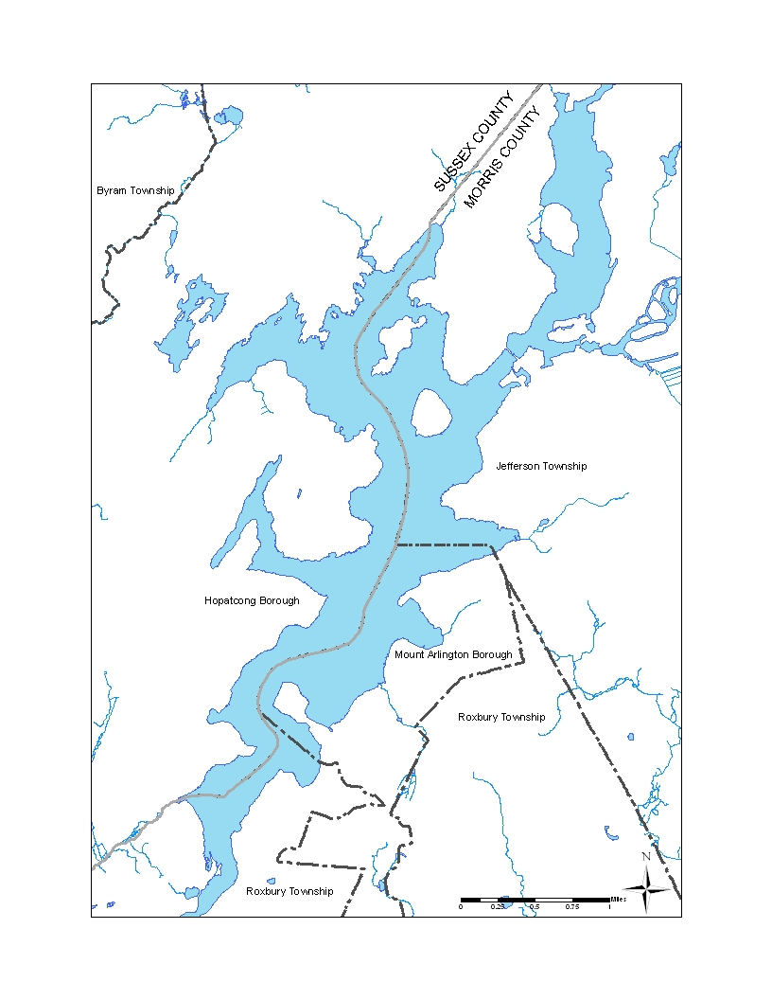 SUSSEX COUNTY
MORRIS COUNTY
Byram Township
Jefferson Township
Hopatcong Borough
Mount Arlington Borough
Roxbury Township
N
Roxbury Township
Miles
0 0.25 0.5 0.75 1